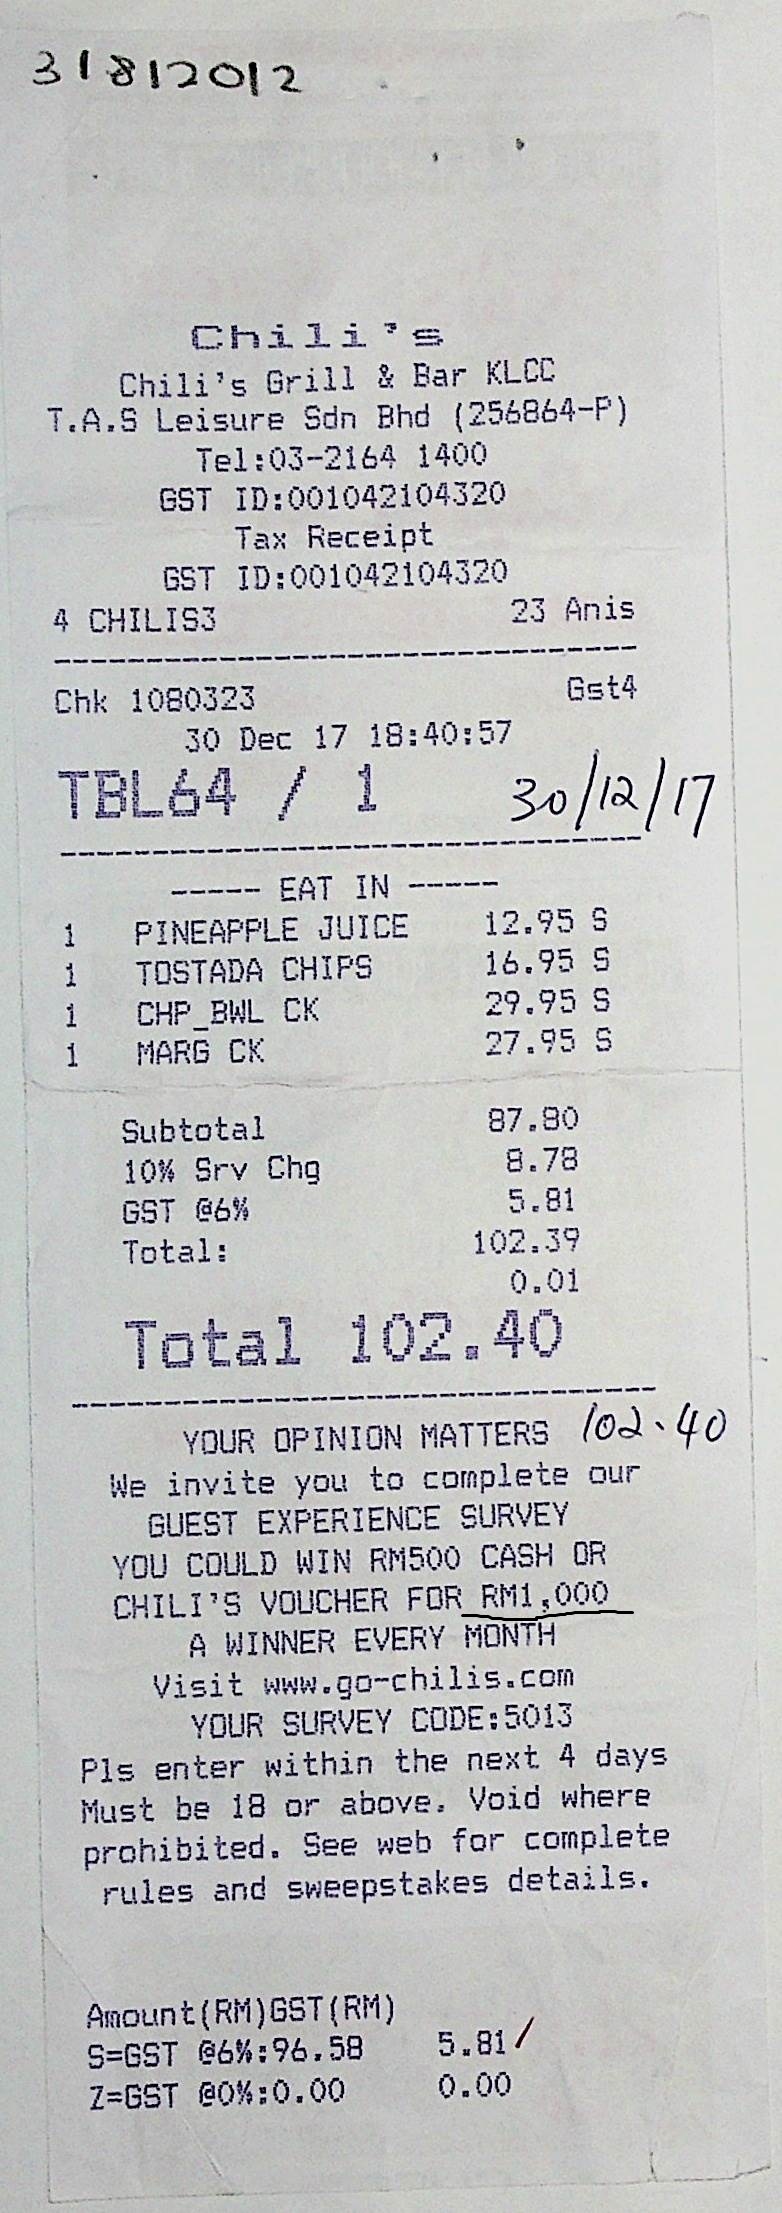 31812012
Chili's
Chili's Grill & Bar KLCC
T.A.S Leisure Sdn Bhd (256864-P)
Tel:03-2164 1400
GST ID:001042104320
Tax Receipt
GST ID:001042104320
4 CHILIS3 23 Anis
Chk 1080323 Gst4
30 Dec 17 18:40:57
TBL64 / 1 30/12/17
----- EAT IN -----
1 PINEAPPLE JUICE 12.95 S
1 TOSTADA CHIPS 16.95 S
1 CHP_BWL CK 29.95 S
1 MARG CK 27.95 S
Subtotal 87.80
10% Srv Chg 8.78
GST @6% 5.81
Total: 102.39
0.01
Total 102.40
YOUR OPINION MATTERS 102.40
We invite you to complete our
GUEST EXPERIENCE SURVEY
YOU COULD WIN RM500 CASH OR
CHILI'S VOUCHER FOR RM1,000
A WINNER EVERY MONTH
Visit www.go-chilis.com
YOUR SURVEY CODE:5013
Pls enter within the next 4 days
Must be 18 or above. Void where
prohibited. See web for complete
rules and sweepstakes details.
Amount(RM)GST(RM)
S=GST @6%:96.58 5.81
Z=GST @0%:0.00 0.00